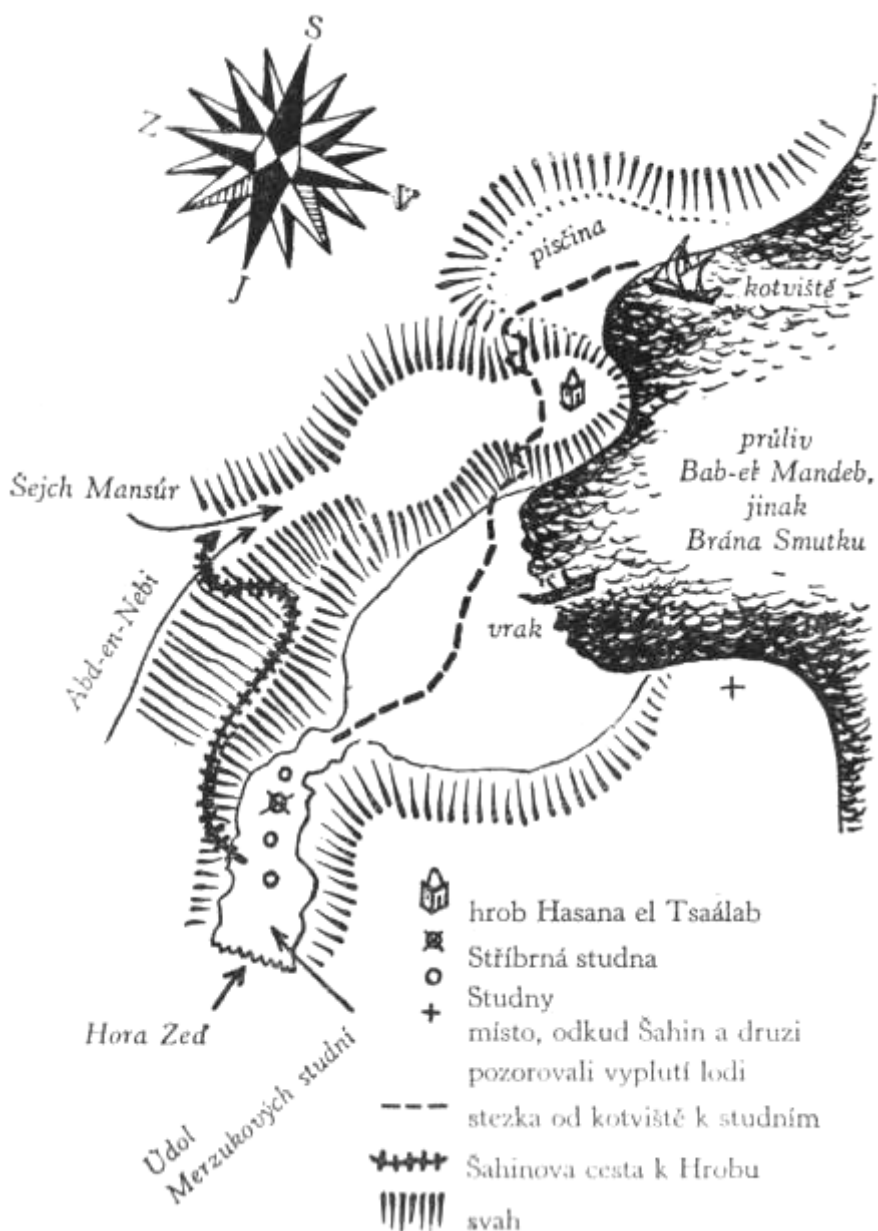 S
Z
V
J
písčina
kotviště
průliv
Bab-el Mandeb,
jinak
Brána Smutku
Šejch Mansúr
Abd-en-Nebi
vrak
Hora Zeď
Údolí
Merzukových studní
hrob Hasana el Tsaálab
Stříbrná studna
Studny
místo, odkud Šahin a druzi
pozorovali vyplutí lodi
stezka od kotviště k studním
Šahinova cesta k Hrobu
svah